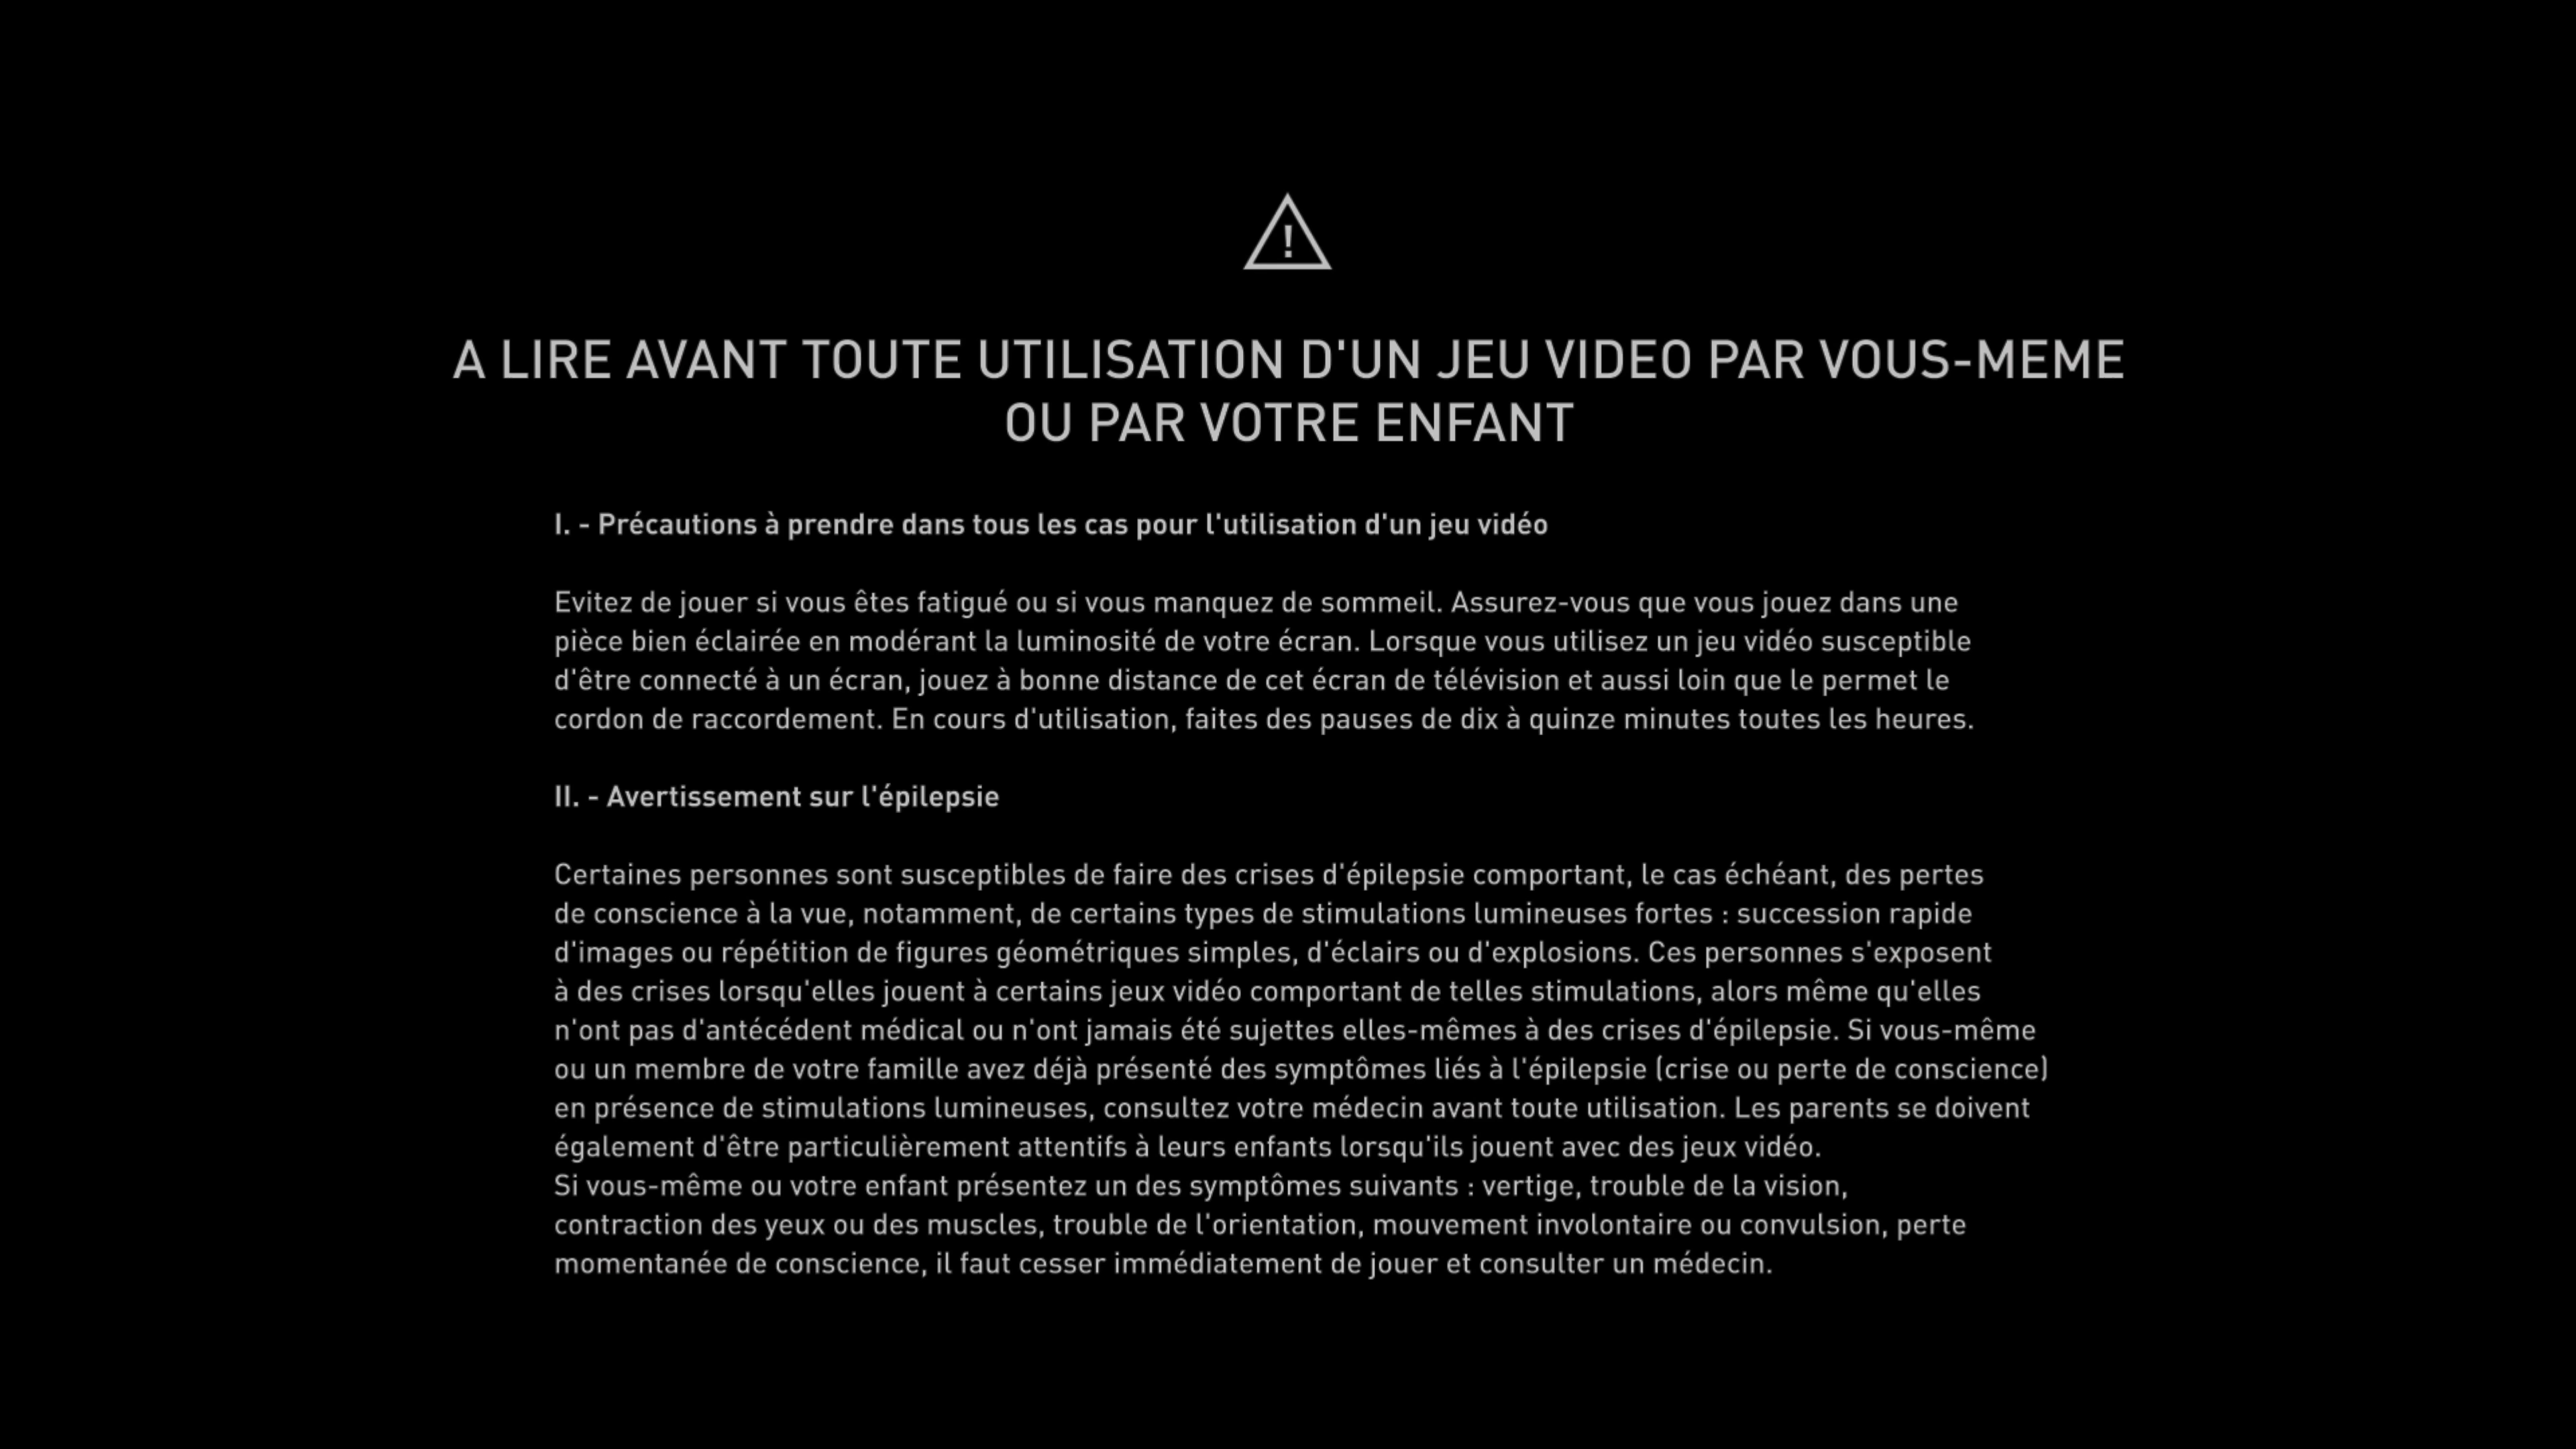 !
A LIRE AVANT TOUTE UTILISATION D'UN JEU VIDEO PAR VOUS-MEME
OU PAR VOTRE ENFANT
I. - Précautions à prendre dans tous les cas pour l'utilisation d'un jeu vidéo
Evitez de jouer si vous êtes fatigué ou si vous manquez de sommeil. Assurez-vous que vous jouez dans une
pièce bien éclairée en modérant la luminosité de votre écran. Lorsque vous utilisez un jeu vidéo susceptible
d'être connecté à un écran, jouez à bonne distance de cet écran de télévision et aussi loin que le permet le
cordon de raccordement. En cours d'utilisation, faites des pauses de dix à quinze minutes toutes les heures.
II. - Avertissement sur l'épilepsie
Certaines personnes sont susceptibles de faire des crises d'épilepsie comportant, le cas échéant, des pertes
de conscience à la vue, notamment, de certains types de stimulations lumineuses fortes : succession rapide
d'images ou répétition de figures géométriques simples, d'éclairs ou d'explosions. Ces personnes s'exposent
à des crises lorsqu'elles jouent à certains jeux vidéo comportant de telles stimulations, alors même qu'elles
n'ont pas d'antécédent médical ou n'ont jamais été sujettes elles-mêmes à des crises d'épilepsie. Si vous-même
ou un membre de votre famille avez déjà présenté des symptômes liés à l'épilepsie (crise ou perte de conscience)
en présence de stimulations lumineuses, consultez votre médecin avant toute utilisation. Les parents se doivent
également d'être particulièrement attentifs à leurs enfants lorsqu'ils jouent avec des jeux vidéo.
Si vous-même ou votre enfant présentez un des symptômes suivants : vertige, trouble de la vision,
contraction des yeux ou des muscles, trouble de l'orientation, mouvement involontaire ou convulsion, perte
momentanée de conscience, il faut cesser immédiatement de jouer et consulter un médecin.